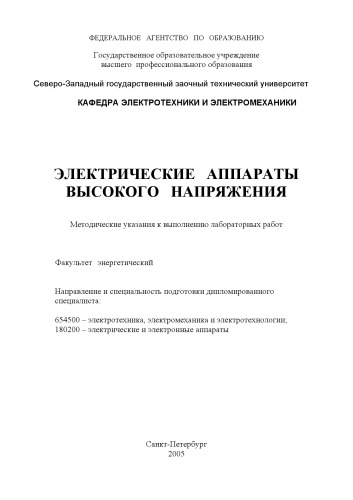 ФЕДЕРАЛЬНОЕ АГЕНТСТВО ПО ОБРАЗОВАНИЮ
Государственное образовательное учреждение
высшего профессионального образования
Северо-Западный государственный заочный технический университет
КАФЕДРА ЭЛЕКТРОТЕХНИКИ И ЭЛЕКТРОМЕХАНИКИ
ЭЛЕКТРИЧЕСКИЕ АППАРАТЫ
ВЫСОКОГО НАПРЯЖЕНИЯ
Методические указания к выполнению лабораторных работ
Факультет энергетический
Направление и специальность подготовки дипломированного
специалиста:
654500 – электротехника, электромеханика и электротехнологии;
180200 – электрические и электронные аппараты
Санкт-Петербург
2005